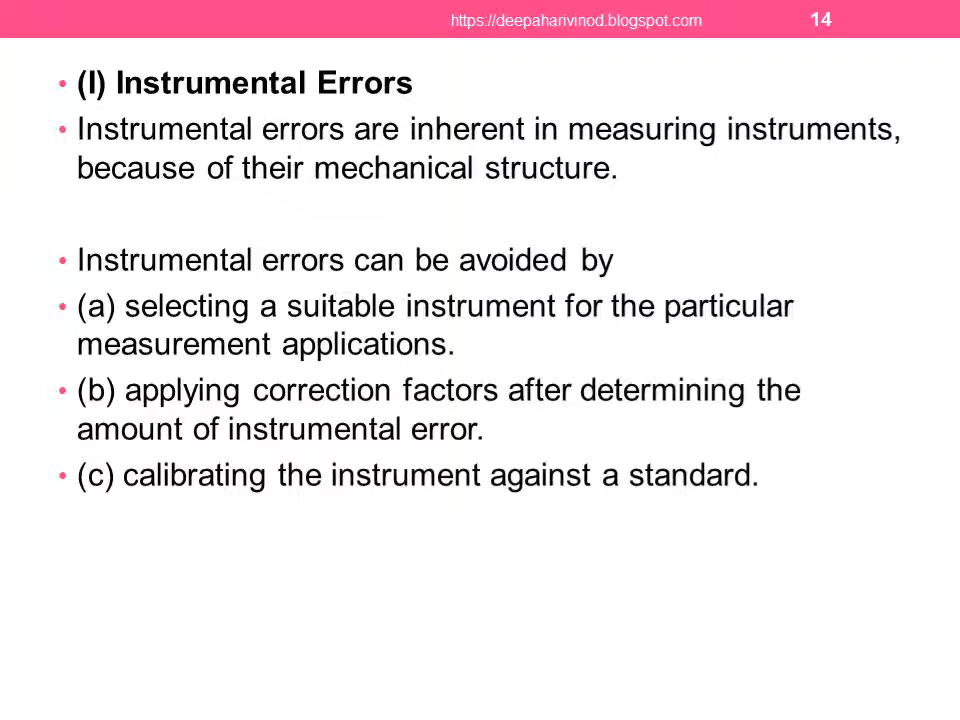 https://deepaharivinod.blogspot.com 14
• (I) Instrumental Errors
• Instrumental errors are inherent in measuring instruments,
because of their mechanical structure.
• Instrumental errors can be avoided by
• (a) selecting a suitable instrument for the particular
measurement applications.
• (b) applying correction factors after determining the
amount of instrumental error.
• (c) calibrating the instrument against a standard.